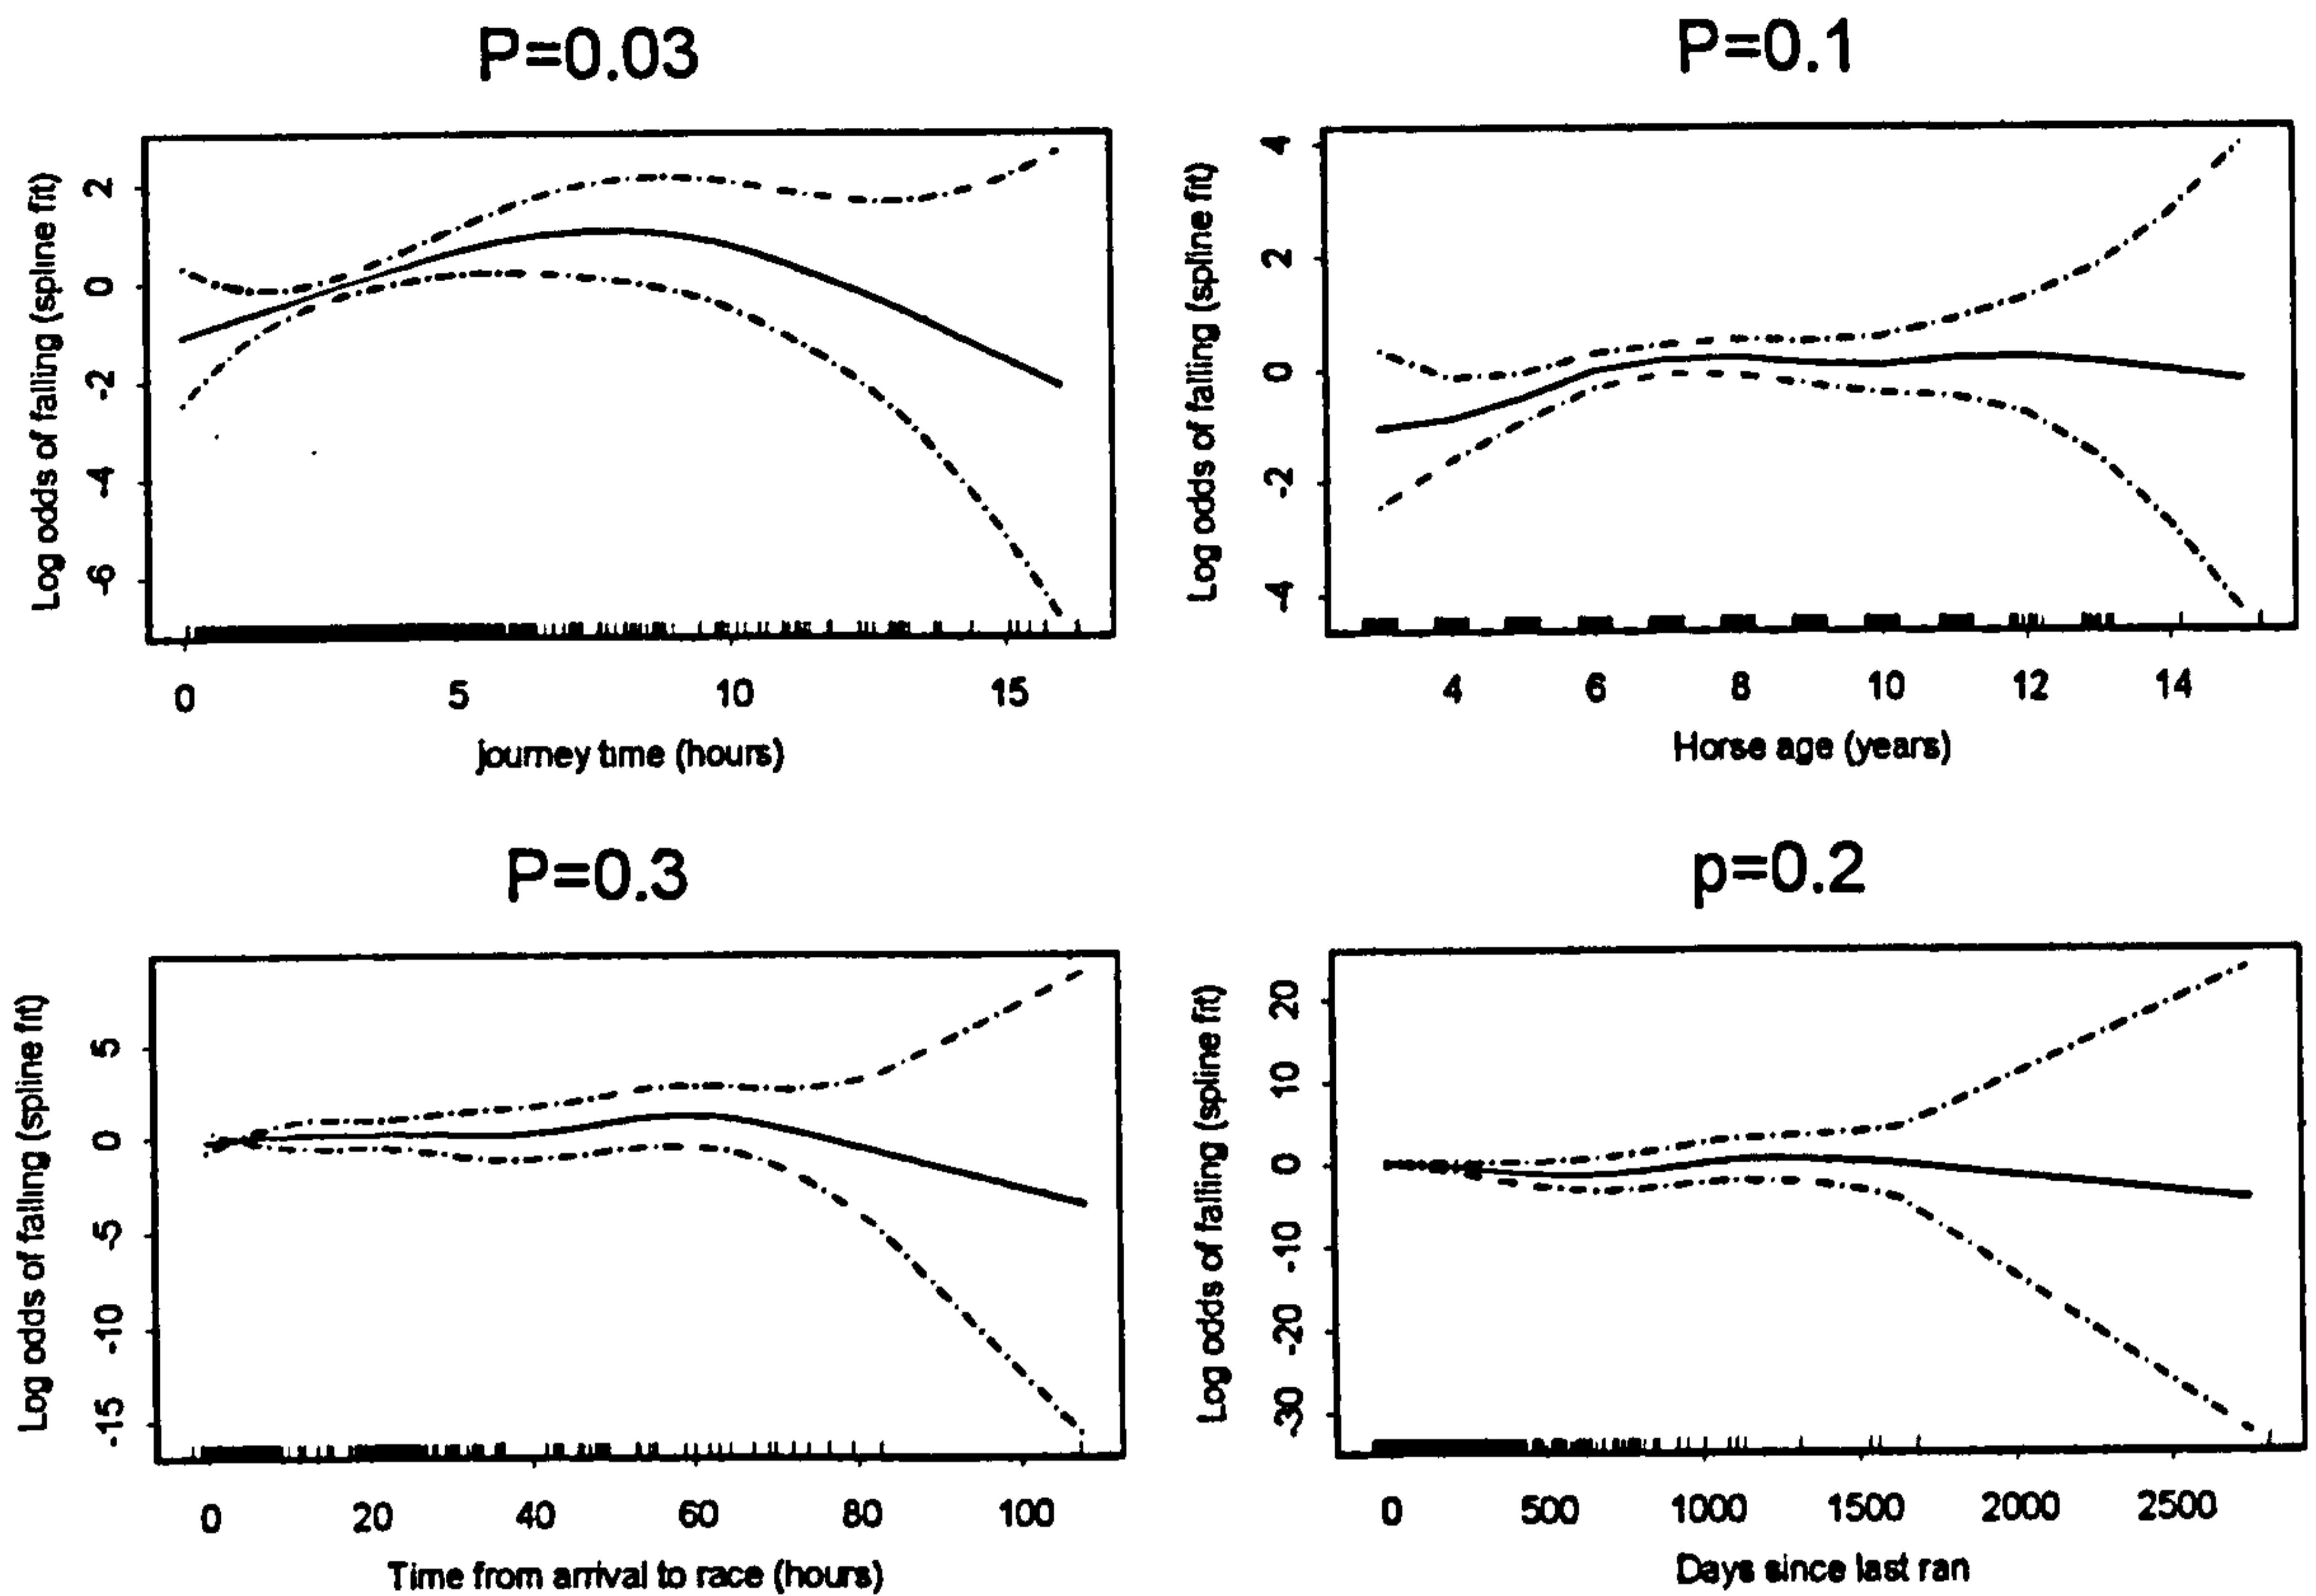 P=0.03
Log odds of falling (spline fit)
2
0
-2
-4
-6
0 5 10 15
journey time (hours)
P=0.1
Log odds of falling (spline fit)
4
2
0
-2
-4
4 6 8 10 12 14
Horse age (years)
P=0.3
Log odds of falling (spline fit)
5
0
-5
-10
-15
0 20 40 60 80 100
Time from arrival to race (hours)
p=0.2
Log odds of falling (spline fit)
20
10
0
-10
-20
-30
0 500 1000 1500 2000 2500
Days since last ran